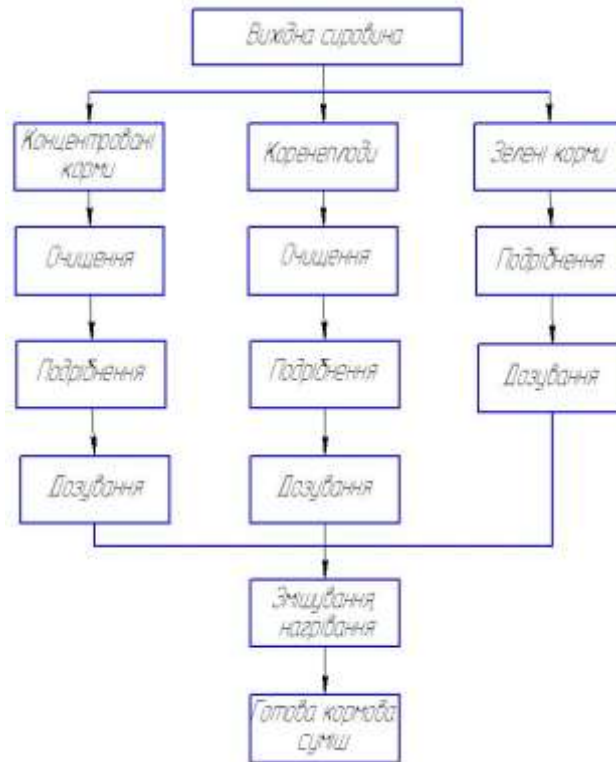 Вихідна сировина
Концентровані
корми
Коренеплоди
Зелені корми
Очищення
Очищення
Подрібнення
Подрібнення
Подрібнення
Дозування
Дозування
Дозування
Змішування,
нагрівання
Готова кормова
суміш